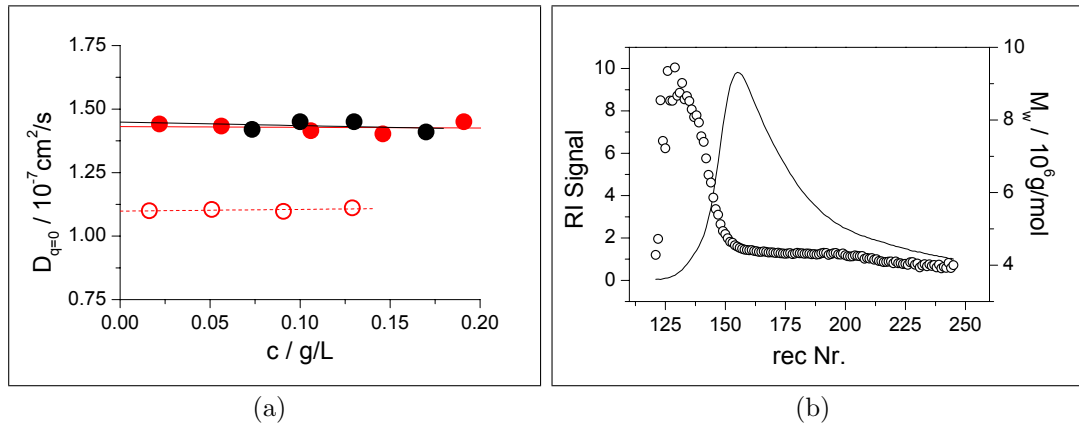 1.75
1.50
1.25
1.00
0.75
D_{q=0} / 10^{-7}cm^{2}/s
0.00 0.05 0.10 0.15 0.20
c / g/L
(a)
10
8
6
4
2
0
RI Signal
10
8
6
4
M_{w} / 10^{6}g/mol
125 150 175 200 225 250
rec Nr.
(b)